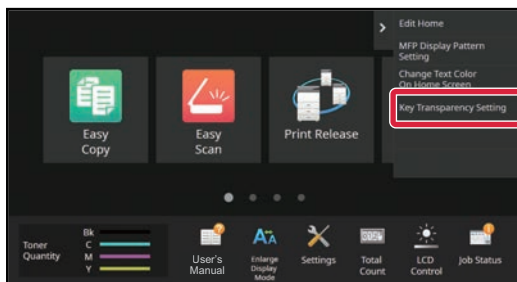 Edit Home
MFP Display Pattern
Setting
Change Text Color
On Home Screen
Key Transparency Setting
Easy
Copy
Easy
Scan
Print Release
Toner
Quantity
Bk
C
M
Y
User's
Manual
Enlarge
Display
Mode
Settings
Total
Count
LCD
Control
Job Status